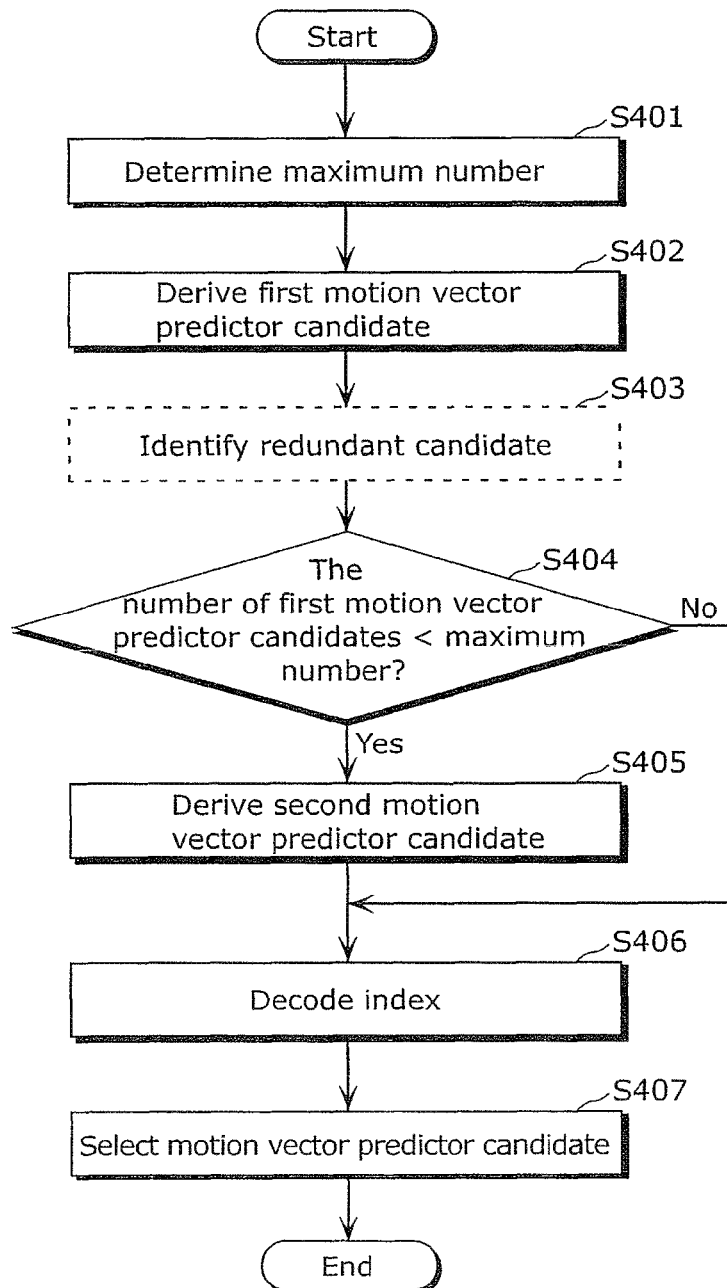 Start
S401
Determine maximum number
S402
Derive first motion vector
predictor candidate
S403
Identify redundant candidate
S404
The
number of first motion vector
predictor candidates < maximum
number?
No
Yes
S405
Derive second motion
vector predictor candidate
S406
Decode index
S407
Select motion vector predictor candidate
End